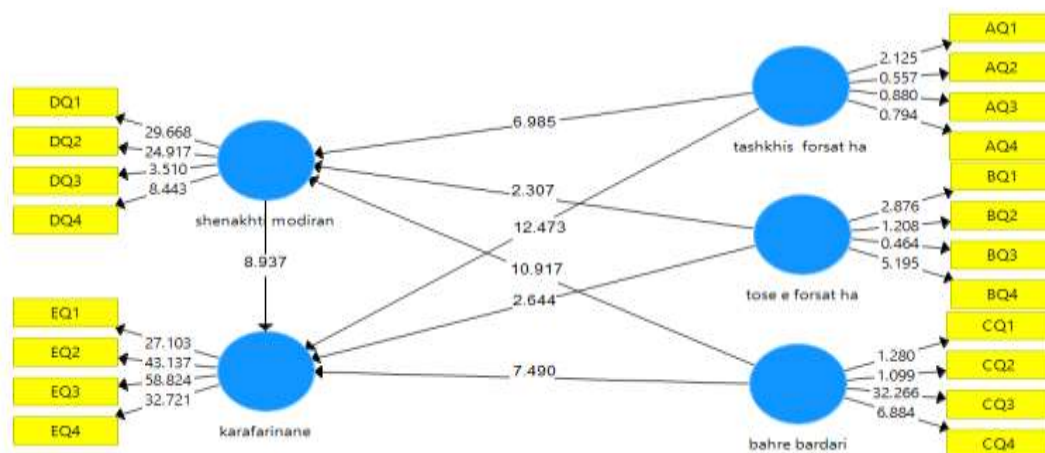 AQ1
2.125
AQ2
0.557
0.880
AQ3
0.794
AQ4
tashkhis forsat ha
DQ1
29.668
DQ2
24.917
DQ3
3.510
8.443
DQ4
shenakhti modiran
6.985
2.307
12.473
10.917
8.937
2.644
7.490
BQ1
2.876
BQ2
1.208
0.464
BQ3
5.195
BQ4
tose e forsat ha
EQ1
27.103
EQ2
43.137
58.824
EQ3
32.721
EQ4
karafarinane
CQ1
1.280
CQ2
1.099
32.266
CQ3
6.884
CQ4
bahre bardari